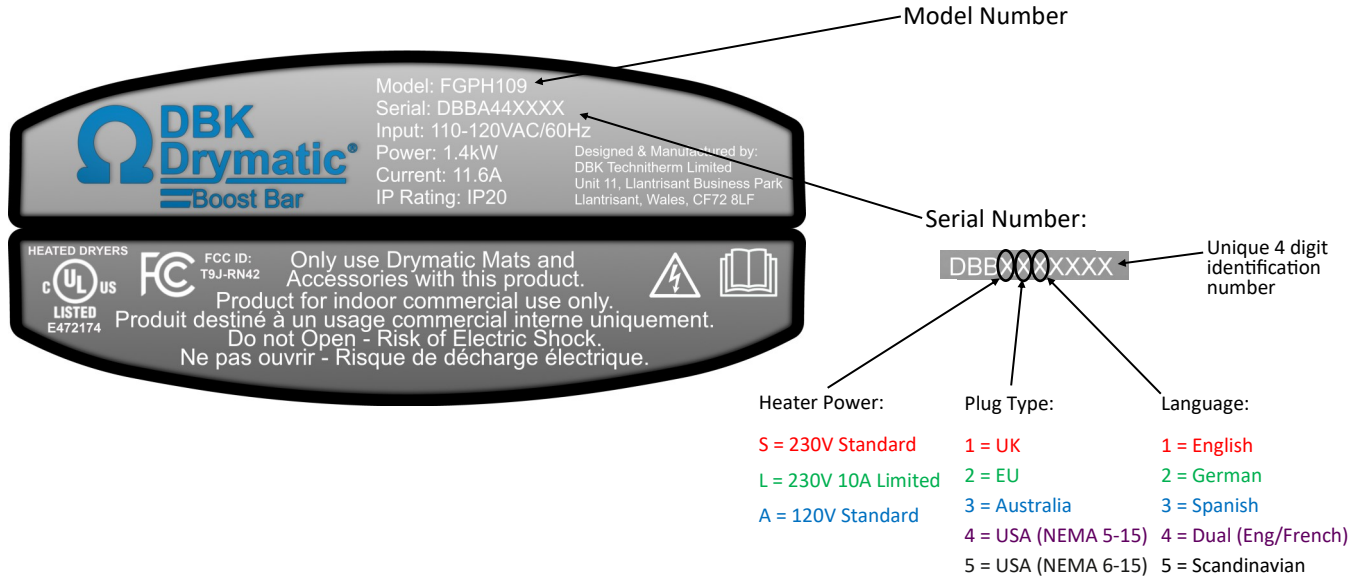 Model Number
DBK
Drymatic®
Boost Bar
Model: FGPH109
Serial: DBBA44XXXX
Input: 110-120VAC/60Hz
Power: 1.4kW
Current: 11.6A
IP Rating: IP20
Designed & Manufactured by:
DBK Technitherm Limited
Unit 11, Llantrisant Business Park
Llantrisant, Wales, CF72 8LF
HEATED DRYERS
C UL US
LISTED
E472174
FC
FCC ID:
T9J-RN42
Only use Drymatic Mats and
Accessories with this product.
Product for indoor commercial use only.
Produit destiné à un usage commercial interne uniquement.
Do not Open - Risk of Electric Shock.
Ne pas ouvrir - Risque de décharge électrique.
Serial Number:
DBBXXXXXXX
Unique 4 digit
identification
number
Heater Power:
S = 230V Standard
L = 230V 10A Limited
A = 120V Standard
Plug Type:
1 = UK
2 = EU
3 = Australia
4 = USA (NEMA 5-15)
5 = USA (NEMA 6-15)
Language:
1 = English
2 = German
3 = Spanish
4 = Dual (Eng/French)
5 = Scandinavian